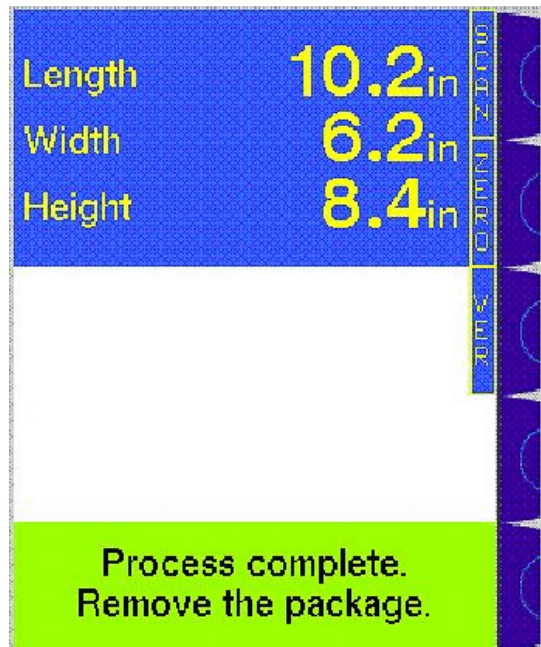 Length 10.2in
Width 6.2in
Height 8.4in
SCAN
ZERO
VER
Process complete.
Remove the package.